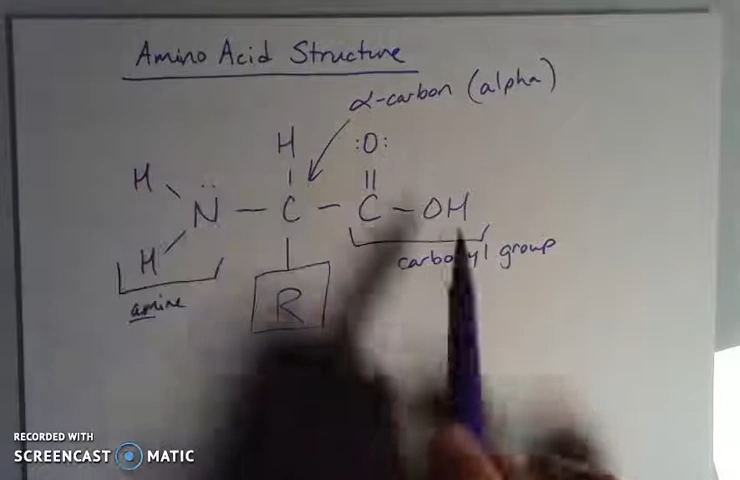 Amino Acid Structure
α-carbon (alpha)
H H :O:
H N — C — C — OH
H
amine
R
group
RECORDED WITH
SCREENCAST MATIC